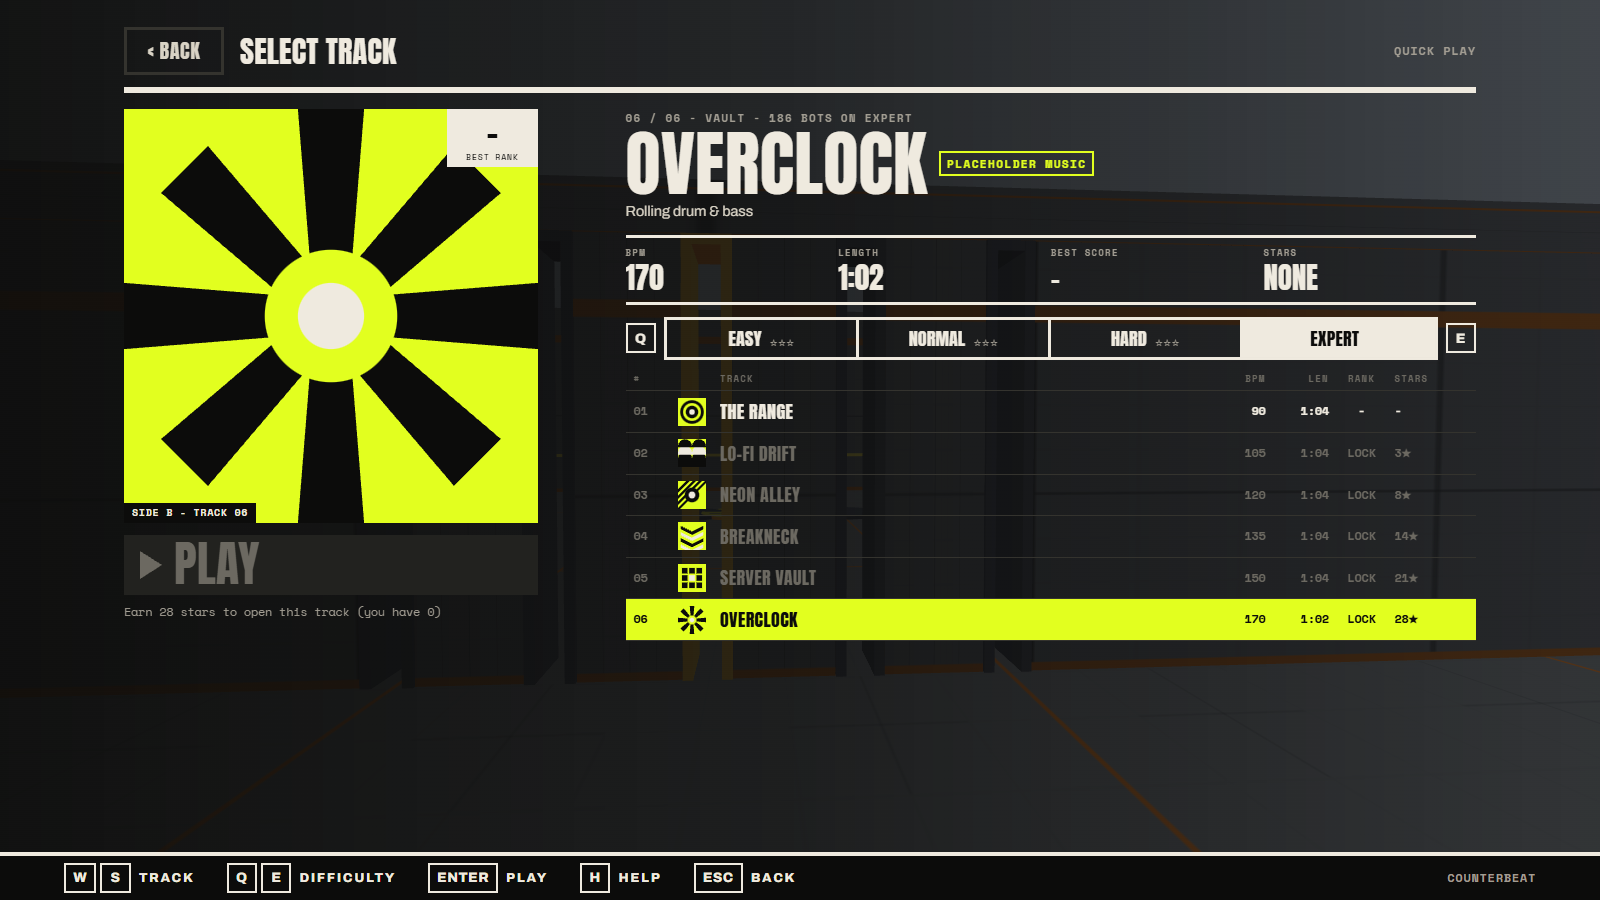 < BACK
SELECT TRACK
QUICK PLAY
-
BEST RANK
SIDE B - TRACK 06
PLAY
Earn 28 stars to open this track (you have 0)
06 / 06 - VAULT - 186 BOTS ON EXPERT
OVERCLOCK
PLACEHOLDER MUSIC
Rolling drum & bass
BPM LENGTH BEST SCORE STARS
170 1:02 - NONE
Q EASY ☆☆☆ NORMAL ☆☆☆ HARD ☆☆☆ EXPERT E
# TRACK BPM LEN RANK STARS
01 THE RANGE 90 1:04 - -
02 LO-FI DRIFT 105 1:04 LOCK 3★
03 NEON ALLEY 120 1:04 LOCK 8★
04 BREAKNECK 135 1:04 LOCK 14★
05 SERVER VAULT 150 1:04 LOCK 21★
06 OVERCLOCK 170 1:02 LOCK 28★
W S TRACK Q E DIFFICULTY ENTER PLAY H HELP ESC BACK
COUNTERBEAT